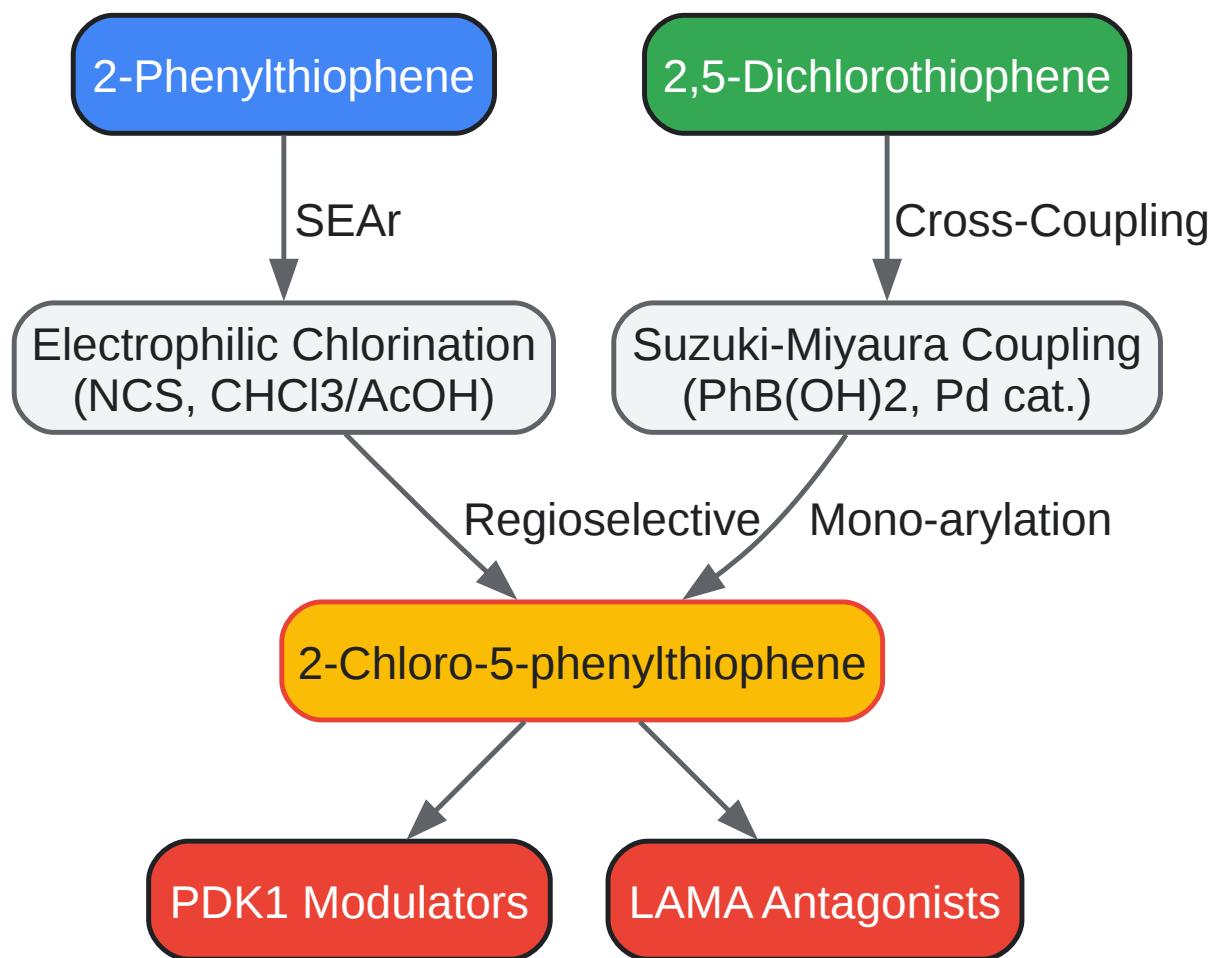 2-Phenylthiophene
2,5-Dichlorothiophene
SEAr
Cross-Coupling
Electrophilic Chlorination
(NCS, CHCl3/AcOH)
Suzuki-Miyaura Coupling
(PhB(OH)2, Pd cat.)
Regioselective
Mono-arylation
2-Chloro-5-phenylthiophene
PDK1 Modulators
LAMA Antagonists